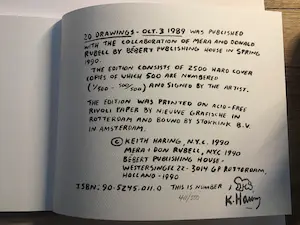 20 DRAWINGS - OCT. 3 1989 WAS PUBLISHED
WITH THE COLLABORATION OF MERA AND DONALD
RUBELL BY BÉBERT PUBLISHING HOUSE IN SPRING
1990.
THE EDITION CONSISTS OF 2500 HARD COVER
COPIES OF WHICH 500 ARE NUMBERED
(1/500 - 500/500) AND SIGNED BY THE ARTIST.
THE EDITION WAS PRINTED ON ACID-FREE
RIVOLI PAPER BY NIEUWE GRAFISCHE IN
ROTTERDAM AND BOUND BY STOKKINK B.V.
IN AMSTERDAM.
© KEITH HARING, N.Y.C. 1990
MERA + DON RUBELL, NYC 1990
BÉBERT PUBLISHING HOUSE -
WESTERSINGEL 22 - 3014 GP ROTTERDAM,
HOLLAND - 1990
ISBN: 90-5245.011.0 THIS IS NUMBER
K. Haring